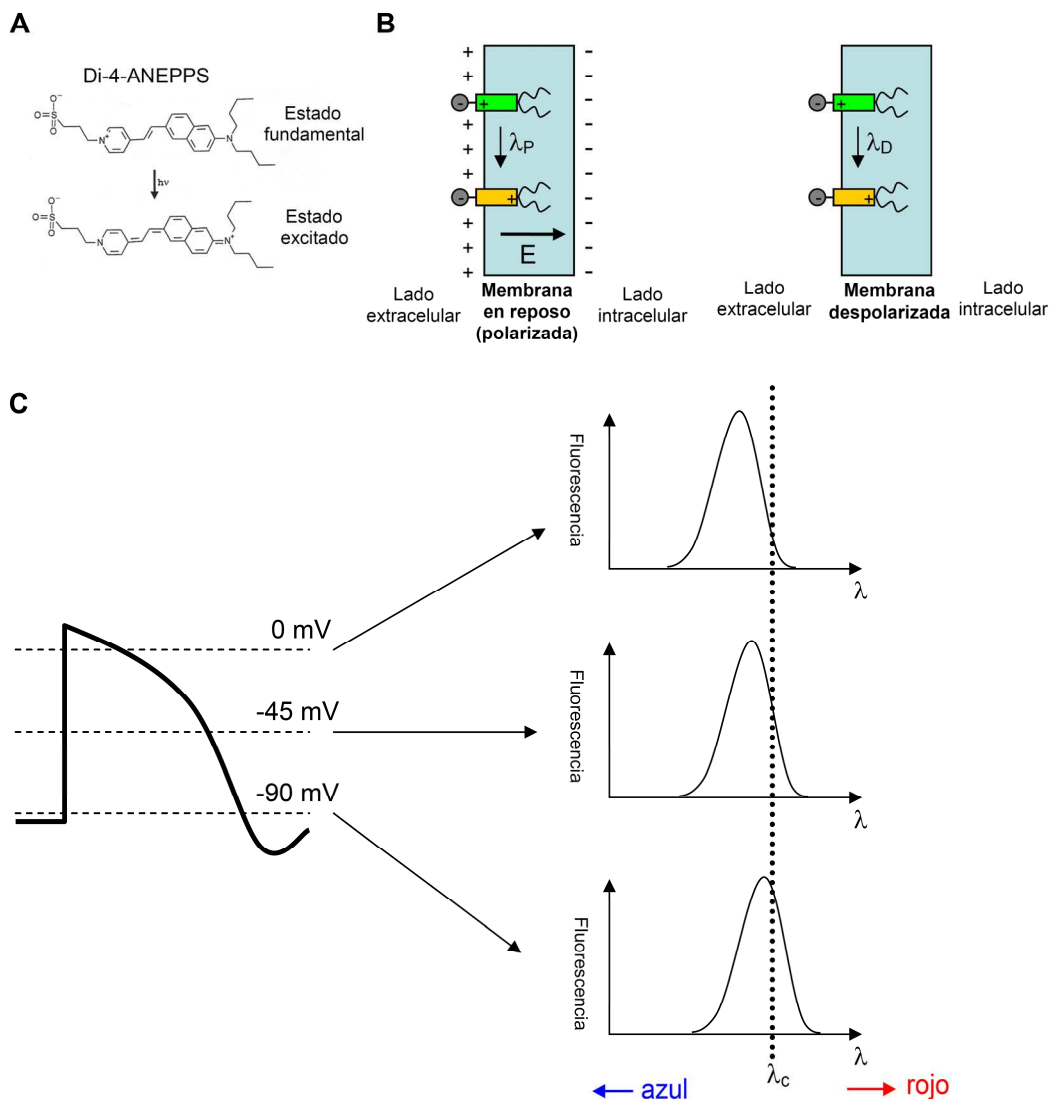 A
Di-4-ANEPPS
O⁻
O=S
O
N⁺
N
Estado
fundamental
hν
O⁻
O=S
O
N
N⁺
Estado
excitado
B
+
+
+
+
+
+
+
+
+
+
-
-
-
-
-
-
-
-
-
-
- +
λP
- +
E
Lado
extracelular
Membrana
en reposo
(polarizada)
Lado
intracelular
- +
λD
- +
Lado
extracelular
Membrana
despolarizada
Lado
intracelular
C
0 mV
-45 mV
-90 mV
Fluorescencia
λ
Fluorescencia
λ
Fluorescencia
λ
λc
azul
rojo